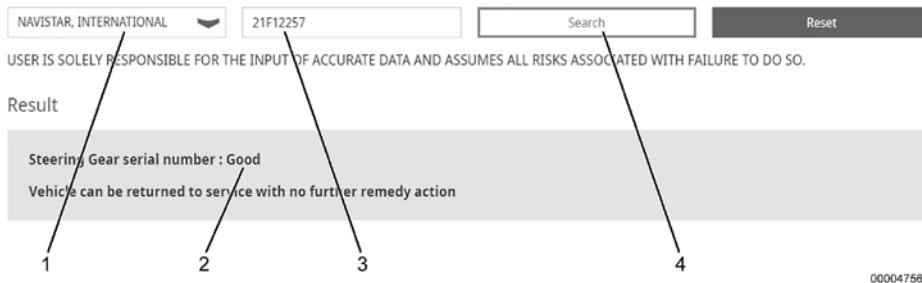 NAVISTAR, INTERNATIONAL 21F12257 Search Reset
USER IS SOLELY RESPONSIBLE FOR THE INPUT OF ACCURATE DATA AND ASSUMES ALL RISKS ASSOCIATED WITH FAILURE TO DO SO.
Result
Steering Gear serial number : Good
Vehicle can be returned to service with no further remedy action
1 2 3 4
00004756